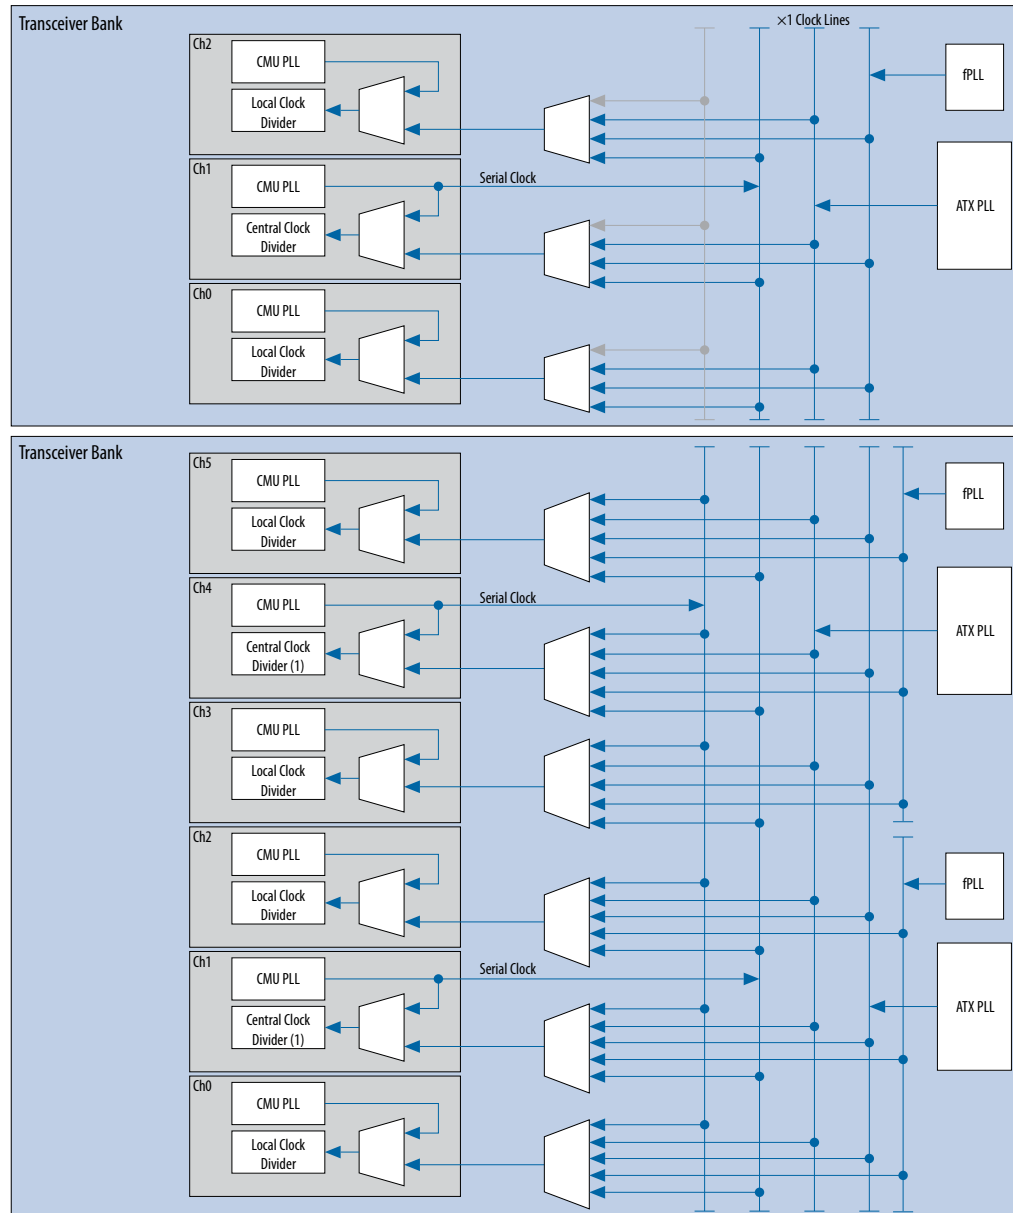 Transceiver Bank
×1 Clock Lines
Ch2
CMU PLL
Local Clock
Divider
fPLL
Ch1
CMU PLL
Serial Clock
Central Clock
Divider
ATX PLL
Ch0
CMU PLL
Local Clock
Divider
Transceiver Bank
Ch5
CMU PLL
Local Clock
Divider
fPLL
Ch4
CMU PLL
Serial Clock
Central Clock
Divider (1)
ATX PLL
Ch3
CMU PLL
Local Clock
Divider
Ch2
CMU PLL
Local Clock
Divider
fPLL
Ch1
CMU PLL
Serial Clock
Central Clock
Divider (1)
ATX PLL
Ch0
CMU PLL
Local Clock
Divider